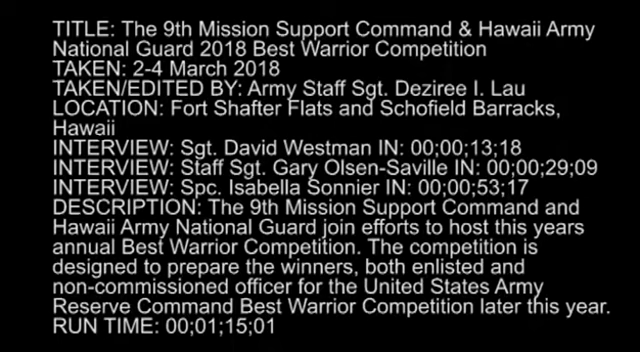 TITLE: The 9th Mission Support Command & Hawaii Army
National Guard 2018 Best Warrior Competition
TAKEN: 2-4 March 2018
TAKEN/EDITED BY: Army Staff Sgt. Deziree I. Lau
LOCATION: Fort Shafter Flats and Schofield Barracks,
Hawaii
INTERVIEW: Sgt. David Westman IN: 00;00;13;18
INTERVIEW: Staff Sgt. Gary Olsen-Saville IN: 00;00;29;09
INTERVIEW: Spc. Isabella Sonnier IN: 00;00;53;17
DESCRIPTION: The 9th Mission Support Command and
Hawaii Army National Guard join efforts to host this years
annual Best Warrior Competition. The competition is
designed to prepare the winners, both enlisted and
non-commissioned officer for the United States Army
Reserve Command Best Warrior Competition later this year.
RUN TIME: 00;01;15;01